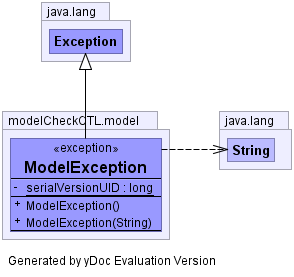 java.lang
Exception
modelCheckCTL.model
java.lang
«exception»
ModelException
String
- serialVersionUID : long
+ ModelException()
+ ModelException(String)
Generated by yDoc Evaluation Version